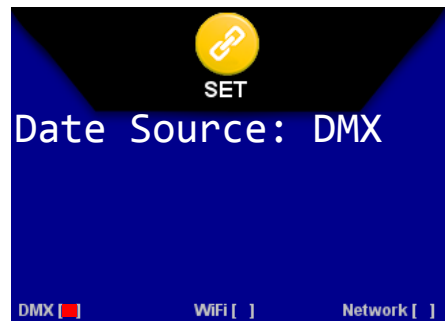 SET
Date Source: DMX
DMX [ ] WiFi [ ] Network [ ]